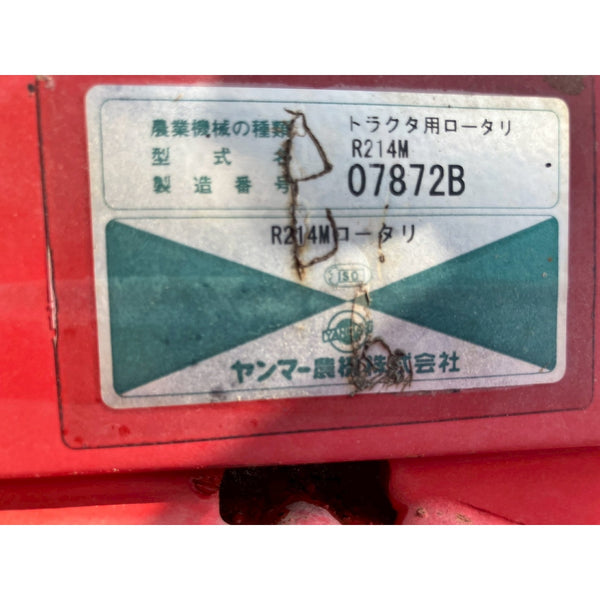 農業機械の種類 トラクタ用ロータリ
型式名 R214M
製造番号 07872B
R214Mロータリ
ISO
YANMAR
ヤンマー農機株式会社